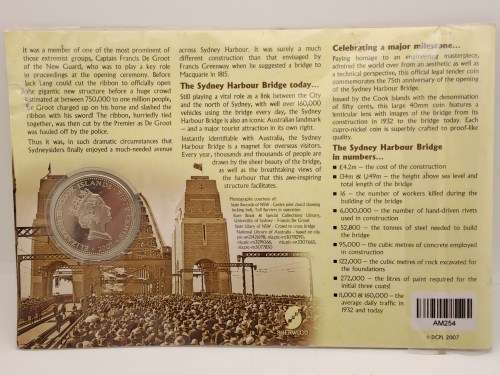 It was a member of one of the most prominent of
those extremist groups, Captain Francis De Groot
of the New Guard, who was to play a key role
in proceedings at the opening ceremony. Before
Jack Lang could cut the ribbon to officially open
the gigantic new structure before a huge crowd
estimated at between 750,000 to one million people,
De Groot charged up on his horse and slashed the
ribbon with his sword. The ribbon, hurriedly tied
together, was then cut by the Premier as De Groot
was hauled off by the police.
Thus it was, in such dramatic circumstances that
Sydneysiders finally enjoyed a much-needed avenue
across Sydney Harbour. It was surely a much
different construction than that envisaged by
Francis Greenway when he suggested a bridge to
Macquarie in 1815.
The Sydney Harbour Bridge today...
Still playing a vital role as a link between the City
and the north of Sydney, with well over 160,000
vehicles using the bridge every day, the Sydney
Harbour Bridge is also an iconic Australian landmark
– and a major tourist attraction in its own right.
Instantly identifiable with Australia, the Sydney
Harbour Bridge is a magnet for overseas visitors.
Every year, thousands and thousands of people are
drawn by the sheer beauty of the bridge, as
well as the breathtaking views of
the harbour that this awe-inspiring
structure facilitates.
Photographs courtesy of:
State Library of NSW - Crowd to cross bridge
ISLANDS
SHERWOOD
Celebrating a major milestone...
Paying homage to an engineering masterpiece,
admired the world over from an aesthetic as well as
a technical perspective, this official legal tender coin
commemorates the 75th anniversary of the opening
of the Sydney Harbour Bridge.
Issued by the Cook Islands with the denomination
of fifty cents, this large 40mm coin features a
lenticular lens with images of the bridge from its
construction in 1932 to the bridge today. Each
cupro-nickel coin is superbly crafted to proof-like
quality.
The Sydney Harbour Bridge
in numbers...
£4.2m – the cost of the construction
134m & 1,149m – the height above sea level and
total length of the bridge
16 – the number of workers killed during the
building of the bridge
6,000,000 – the number of hand-driven rivets
used in construction
52,800 – the tonnes of steel needed to build
the bridge
95,000 – the cubic metres of concrete employed
in construction
122,000 – the cubic metres of rock excavated for
the foundations
272,000 – the litres of paint required for the
initial three coats
11,000 & 160,000 – the
average daily traffic in
1932 and today
AM254
©DCPL 2007